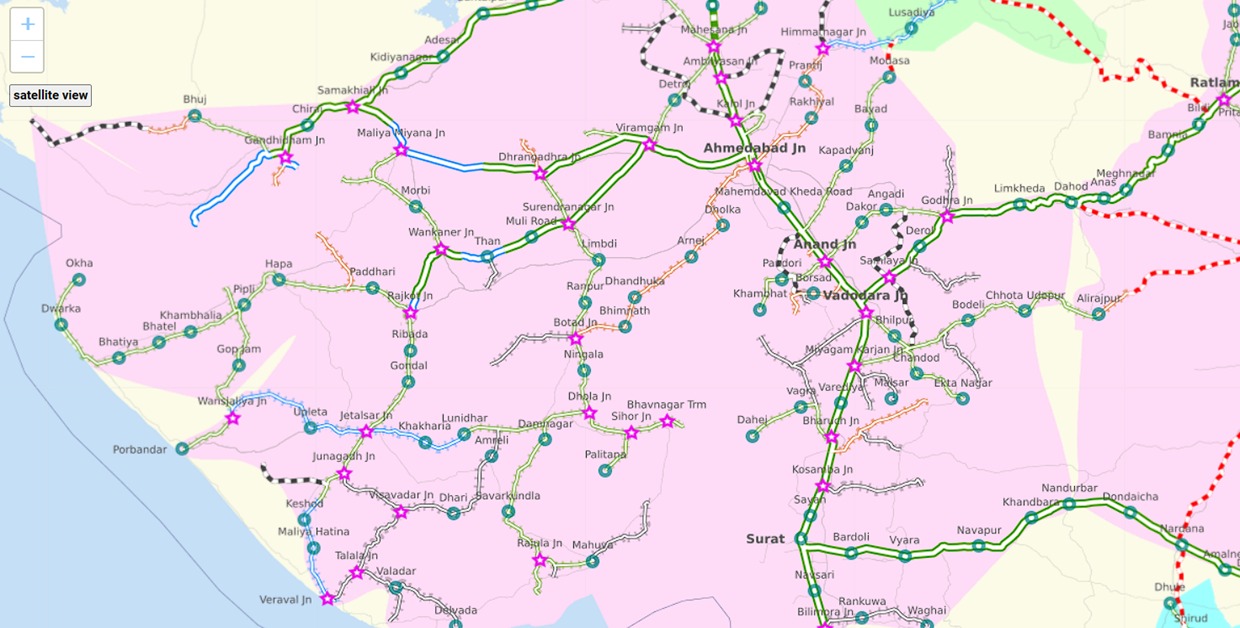 +
−
satellite view
Adesar
Kidiyanagar
Samakhiali Jn
Bhuj
Chirai
Gandhidham Jn
Maliya Miyana Jn
Dhrangadhra Jn
Viramgam Jn
Mahesana Jn
Himmatnagar Jn
Lusadiya
Ambliyasan Jn
Prantij
Modasa
Detroj
Kalol Jn
Rakhiyal
Bayad
Ratlam
Bamnia
Meghnagar
Anas
Dahod
Limkheda
Ahmedabad Jn
Kapadvanj
Mahemdavad Kheda Road
Angadi
Dakor
Godhra Jn
Derol
Morbi
Surendranagar Jn
Muli Road
Wankaner Jn
Than
Limbdi
Dholka
Arnej
Anand Jn
Samlaya Jn
Pandori
Borsad
Khambhat
Vadodara Jn
Okha
Hapa
Paddhari
Pipli
Dwarka
Rajkot Jn
Khambhalia
Bhatel
Bhatiya
Gop Jam
Ribada
Gondal
Ranpur
Dhandhuka
Bhimnath
Botad Jn
Ningala
Bodeli
Chhota Udepur
Alirajpur
Bhilpur
Miyagam Karjan Jn
Chandod
Malsar
Ekta Nagar
Varediya
Vagra
Dahej
Bharuch Jn
Wansjaliya Jn
Upleta
Jetalsar Jn
Khakharia
Lunidhar
Amreli
Damnagar
Dhola Jn
Sihor Jn
Bhavnagar Trm
Palitana
Porbandar
Junagadh Jn
Visavadar Jn
Dhari
Savarkundla
Kosamba Jn
Sayan
Keshod
Maliya Hatina
Talala Jn
Valadar
Veraval Jn
Delvada
Rajula Jn
Mahuva
Surat
Bardoli
Vyara
Navapur
Khandbara
Nandurbar
Dondaicha
Nardana
Navsari
Bilimora Jn
Rankuwa
Waghai
Dhule
Shirud